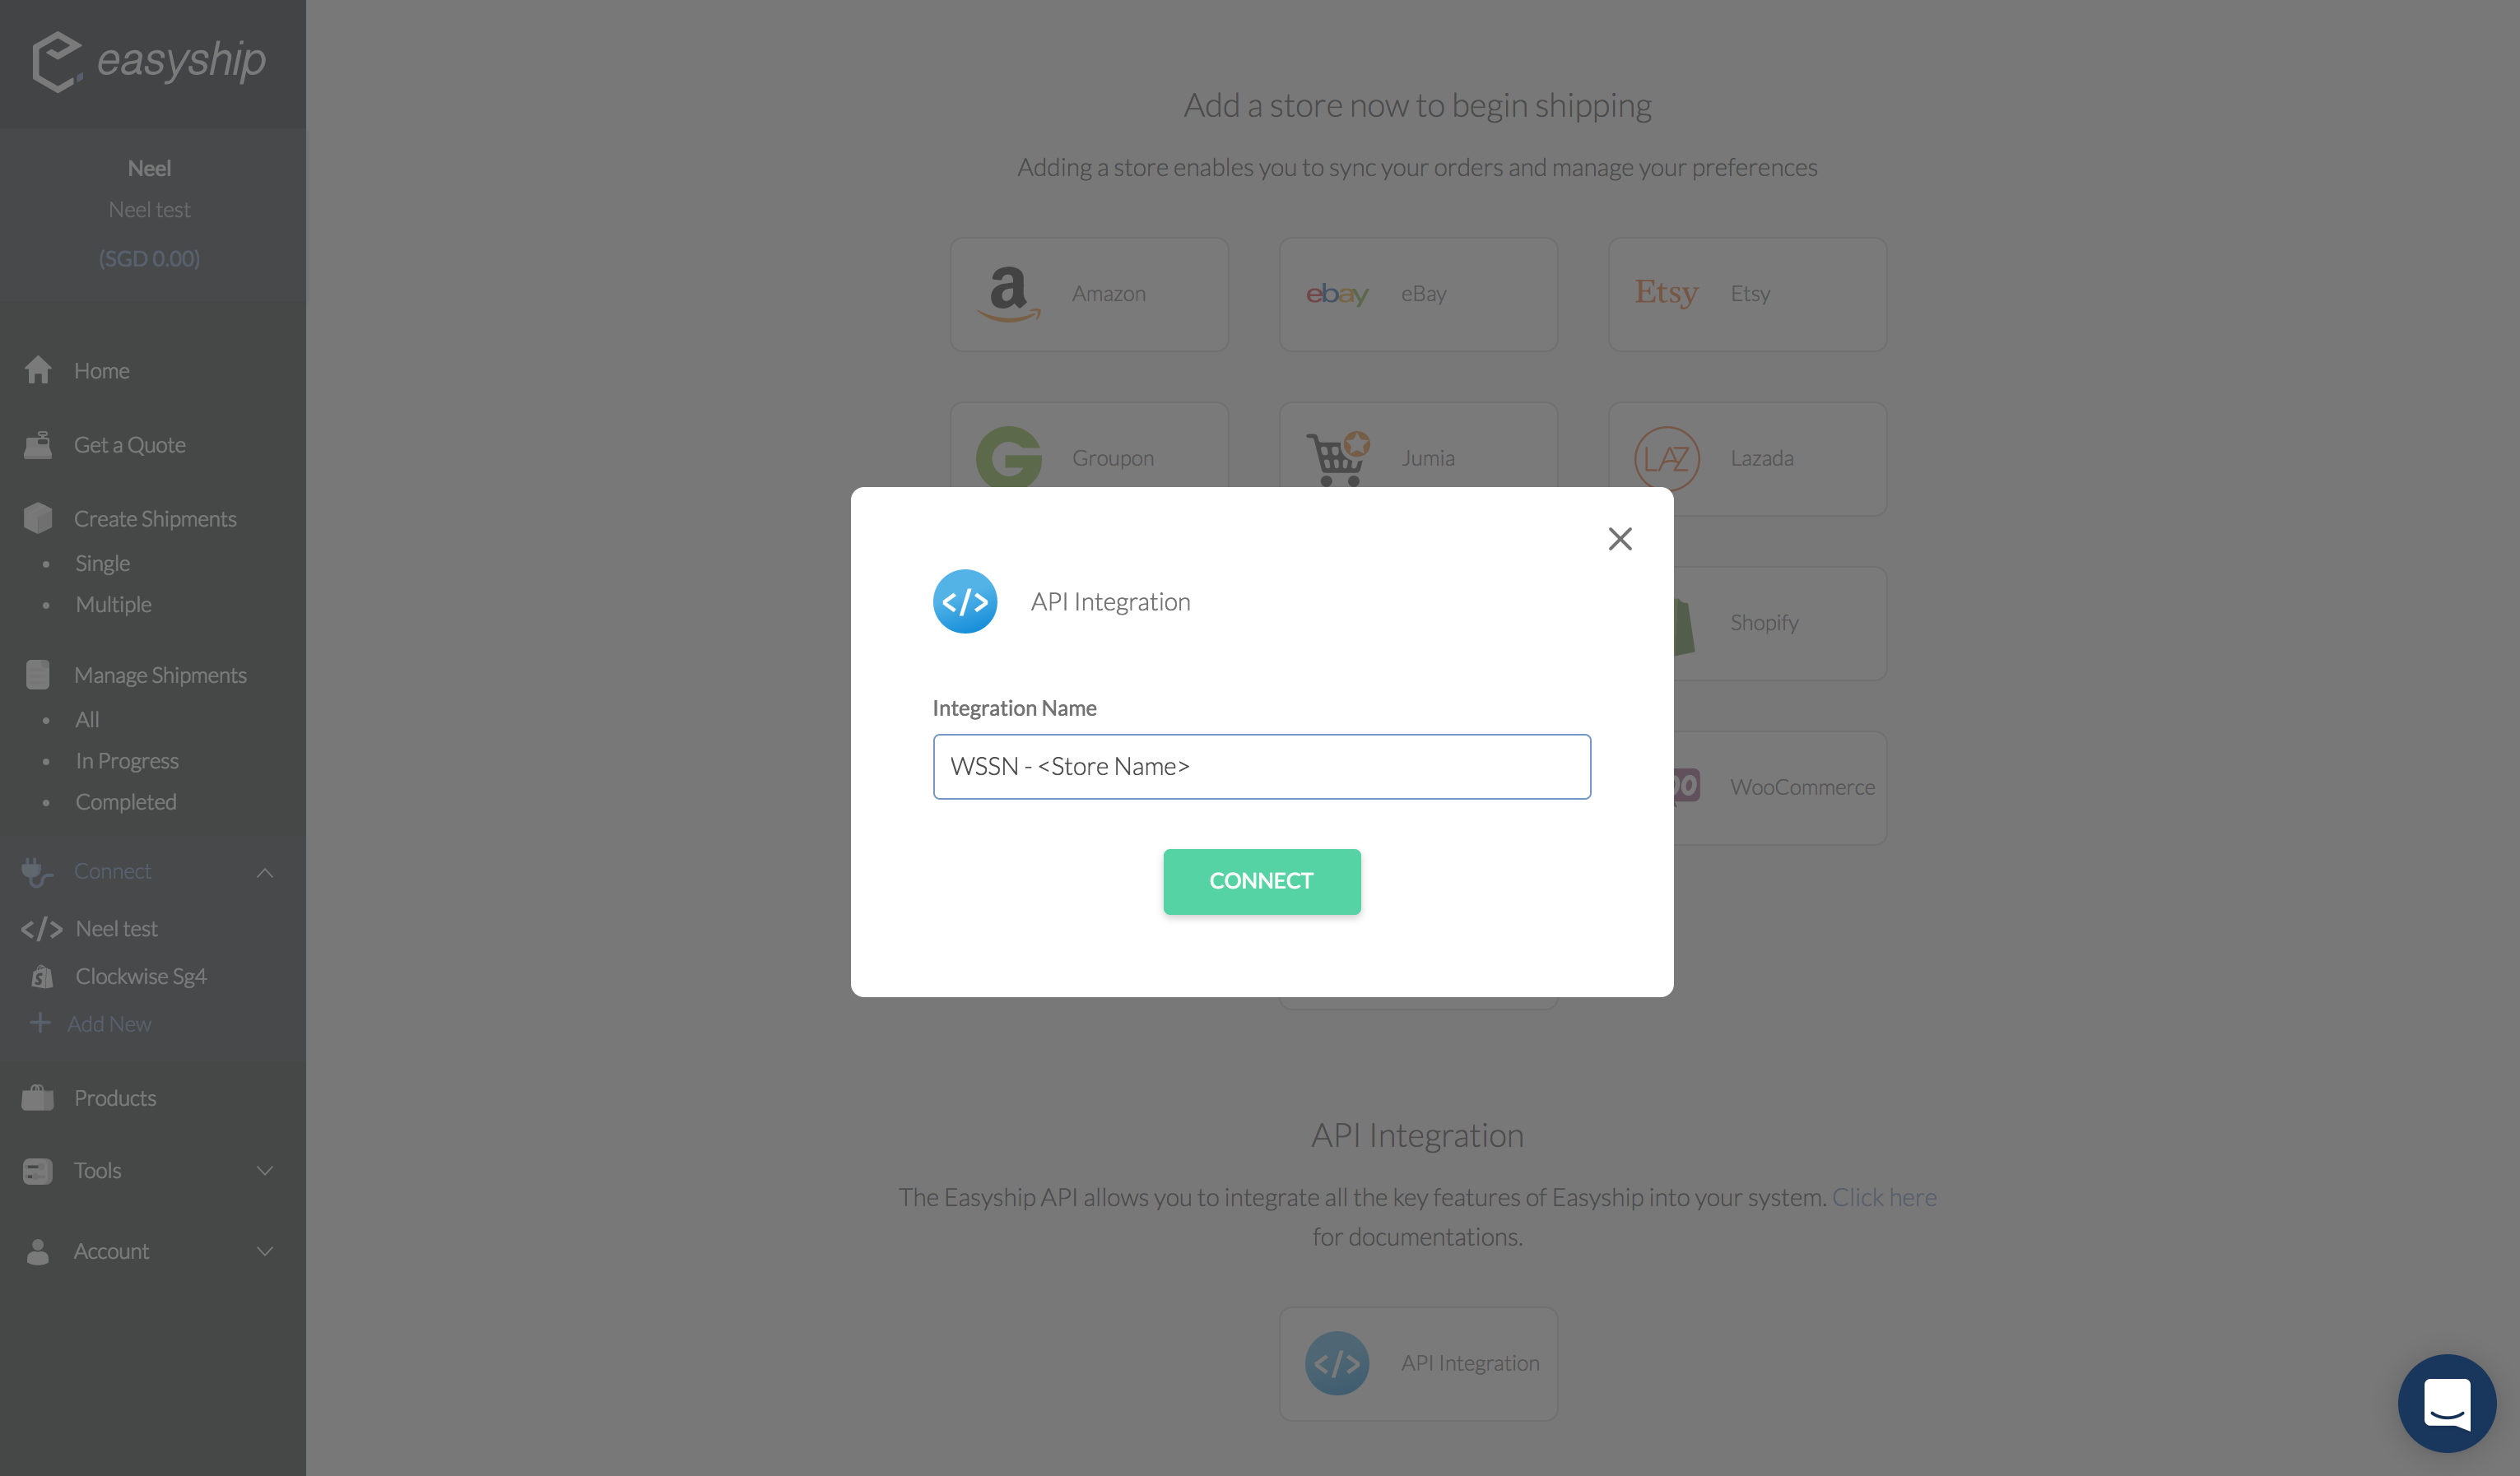 easyship
Neel
Neel test
(SGD 0.00)
Home
Get a Quote
Create Shipments
• Single
• Multiple
Manage Shipments
• All
• In Progress
• Completed
Connect
</> Neel test
Clockwise Sg4
+ Add New
Products
Tools
Account
Add a store now to begin shipping
Adding a store enables you to sync your orders and manage your preferences
a Amazon
ebay eBay
Etsy Etsy
G Groupon
Jumia
LAZ Lazada
Shopify
WooCommerce
</> API Integration
Integration Name
WSSN - <Store Name>
CONNECT
API Integration
The Easyship API allows you to integrate all the key features of Easyship into your system. Click here
for documentations.
</> API Integration